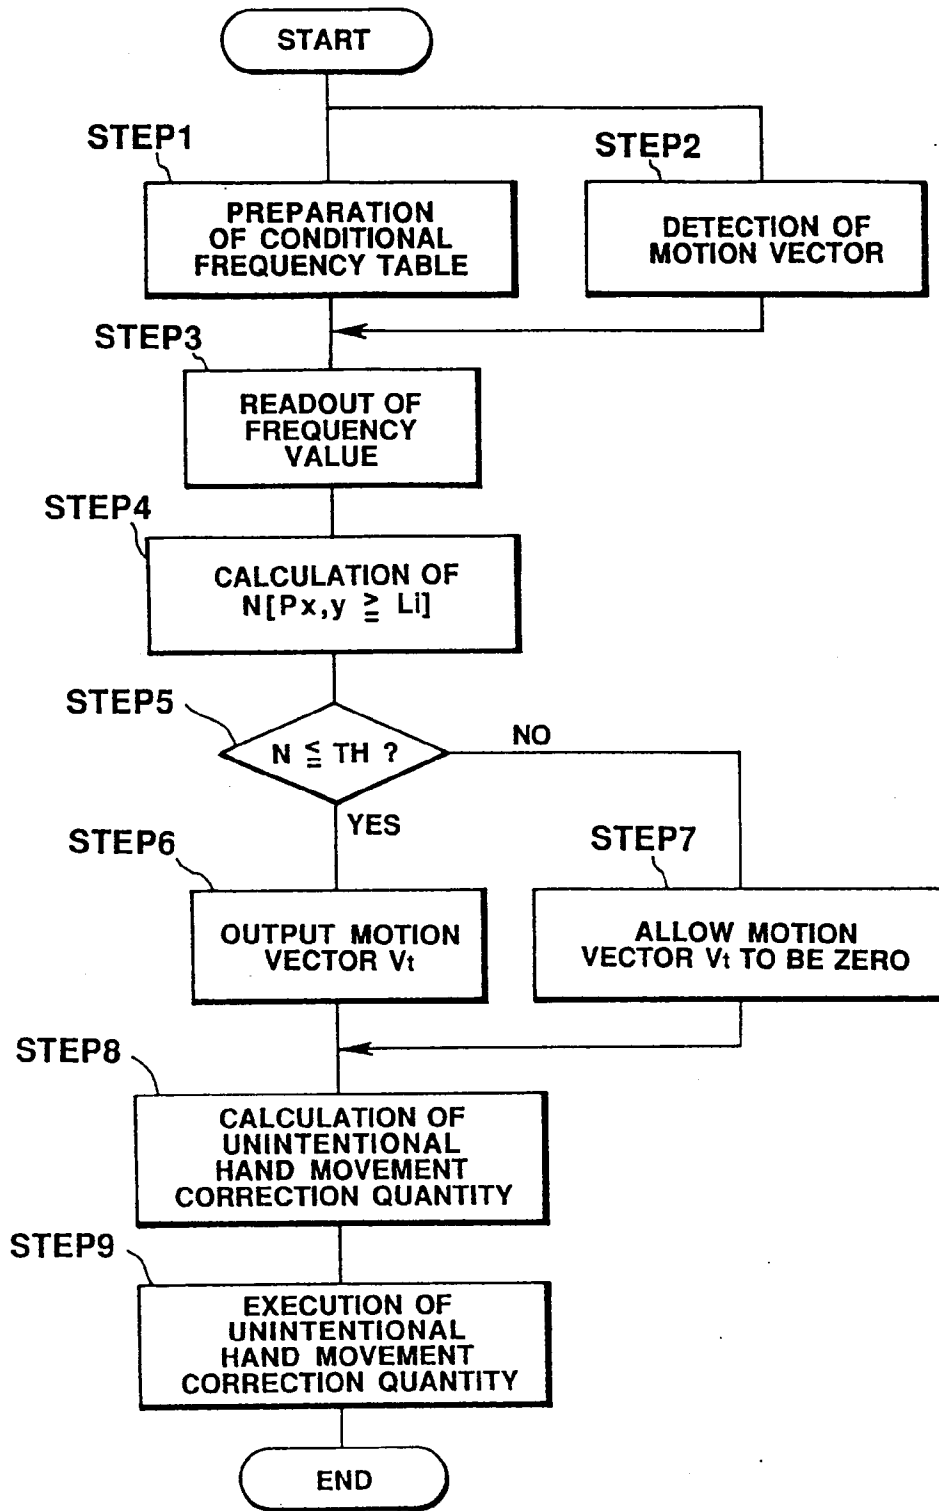 START
STEP1
STEP2
PREPARATION
OF CONDITIONAL
FREQUENCY TABLE
DETECTION OF
MOTION VECTOR
STEP3
READOUT OF
FREQUENCY
VALUE
STEP4
CALCULATION OF
N[Px,y ≧ Li]
STEP5
N ≦ TH ?
NO
YES
STEP6
STEP7
OUTPUT MOTION
VECTOR Vt
ALLOW MOTION
VECTOR Vt TO BE ZERO
STEP8
CALCULATION OF
UNINTENTIONAL
HAND MOVEMENT
CORRECTION QUANTITY
STEP9
EXECUTION OF
UNINTENTIONAL
HAND MOVEMENT
CORRECTION QUANTITY
END